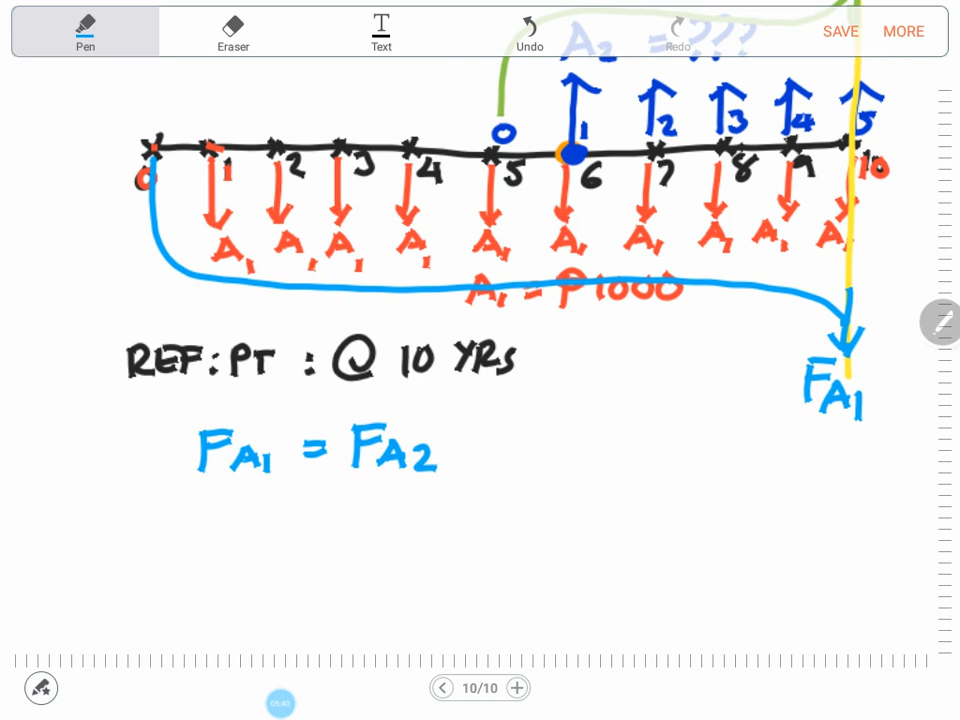 Pen Eraser Text Undo Redo SAVE MORE
A2 = ???
0 1 2 3 4 5
0 1 2 3 4 5 6 7 8 9 10
A1 A1 A1 A1 A1 A1 A1 A1 A1 A1
A1 = P1000
REF: PT : @ 10 YRS
FA1
FA1 = FA2
05:40
10/10